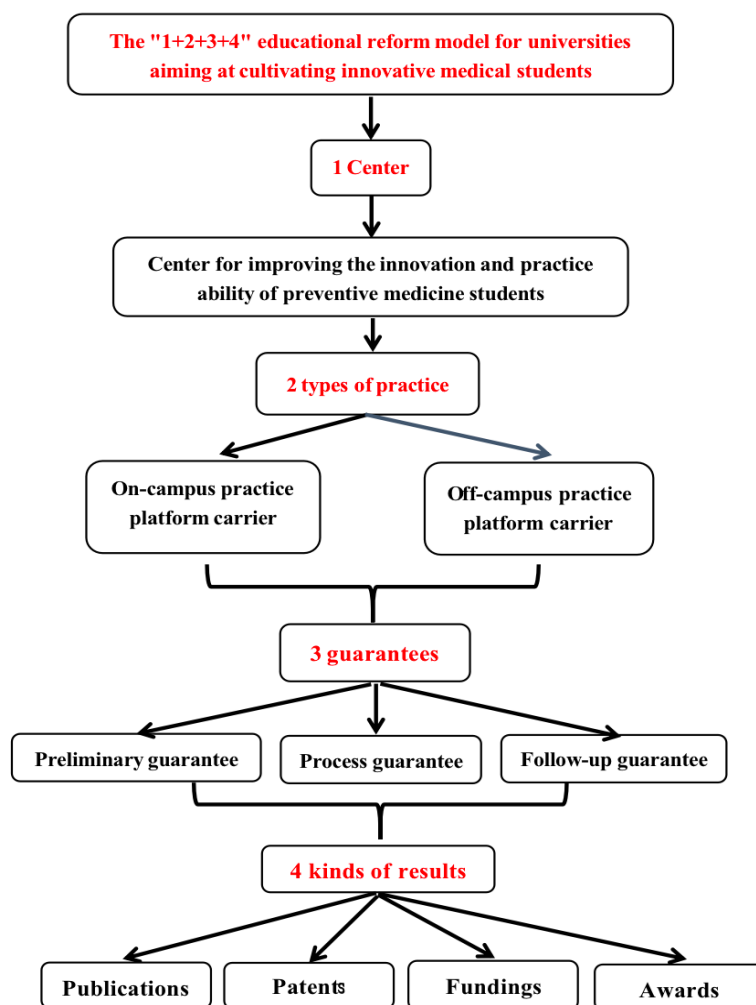 The "1+2+3+4" educational reform model for universities
aiming at cultivating innovative medical students
1 Center
Center for improving the innovation and practice
ability of preventive medicine students
2 types of practice
On-campus practice
platform carrier
Off-campus practice
platform carrier
3 guarantees
Preliminary guarantee
Process guarantee
Follow-up guarantee
4 kinds of results
Publications
Patents
Fundings
Awards